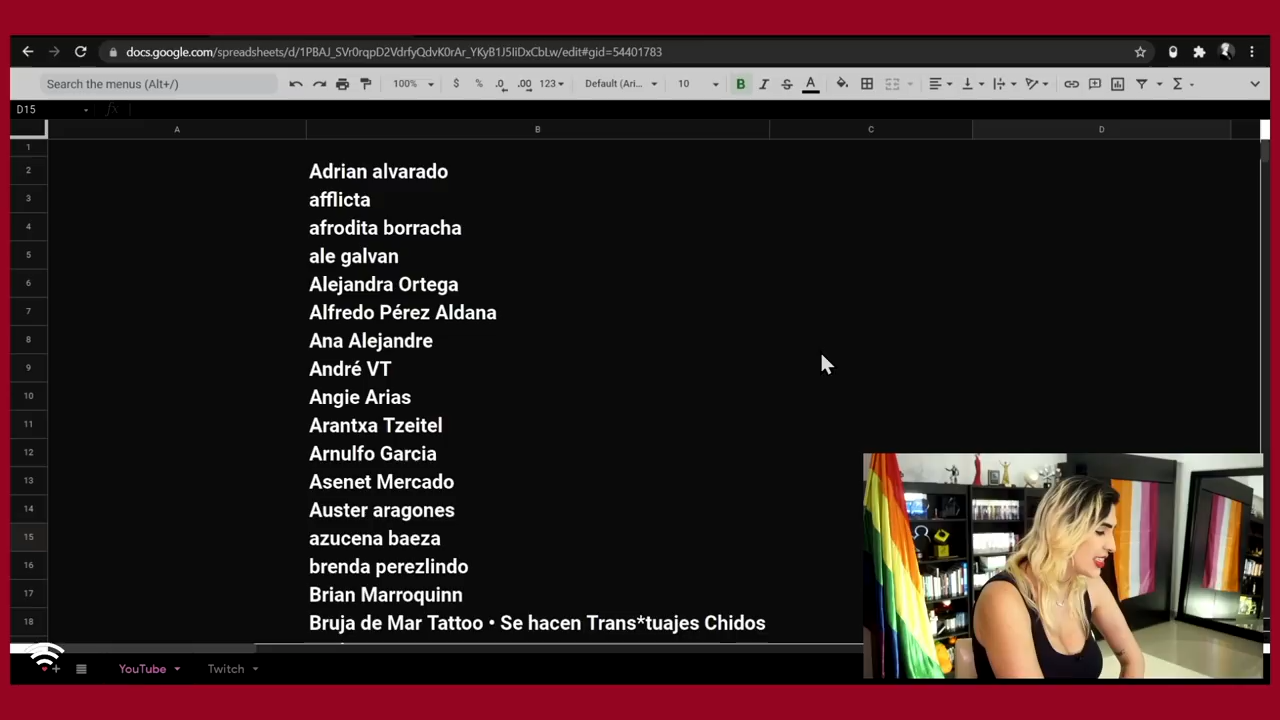 docs.google.com/spreadsheets/d/1PBAJ_SVr0rqpD2VdrfyQdvK0rAr_YKyB1J5IiDxCbLw/edit#gid=54401783
Search the menus (Alt+/) 100% $ % .0 .00 123 Default (Ari... 10 B I S A
D15 fx
A B C D
1
2 Adrian alvarado
3 afflicta
4 afrodita borracha
5 ale galvan
6 Alejandra Ortega
7 Alfredo Pérez Aldana
8 Ana Alejandre
9 André VT
10 Angie Arias
11 Arantxa Tzeitel
12 Arnulfo Garcia
13 Asenet Mercado
14 Auster aragones
15 azucena baeza
16 brenda perezlindo
17 Brian Marroquinn
18 Bruja de Mar Tattoo • Se hacen Trans*tuajes Chidos
YouTube Twitch